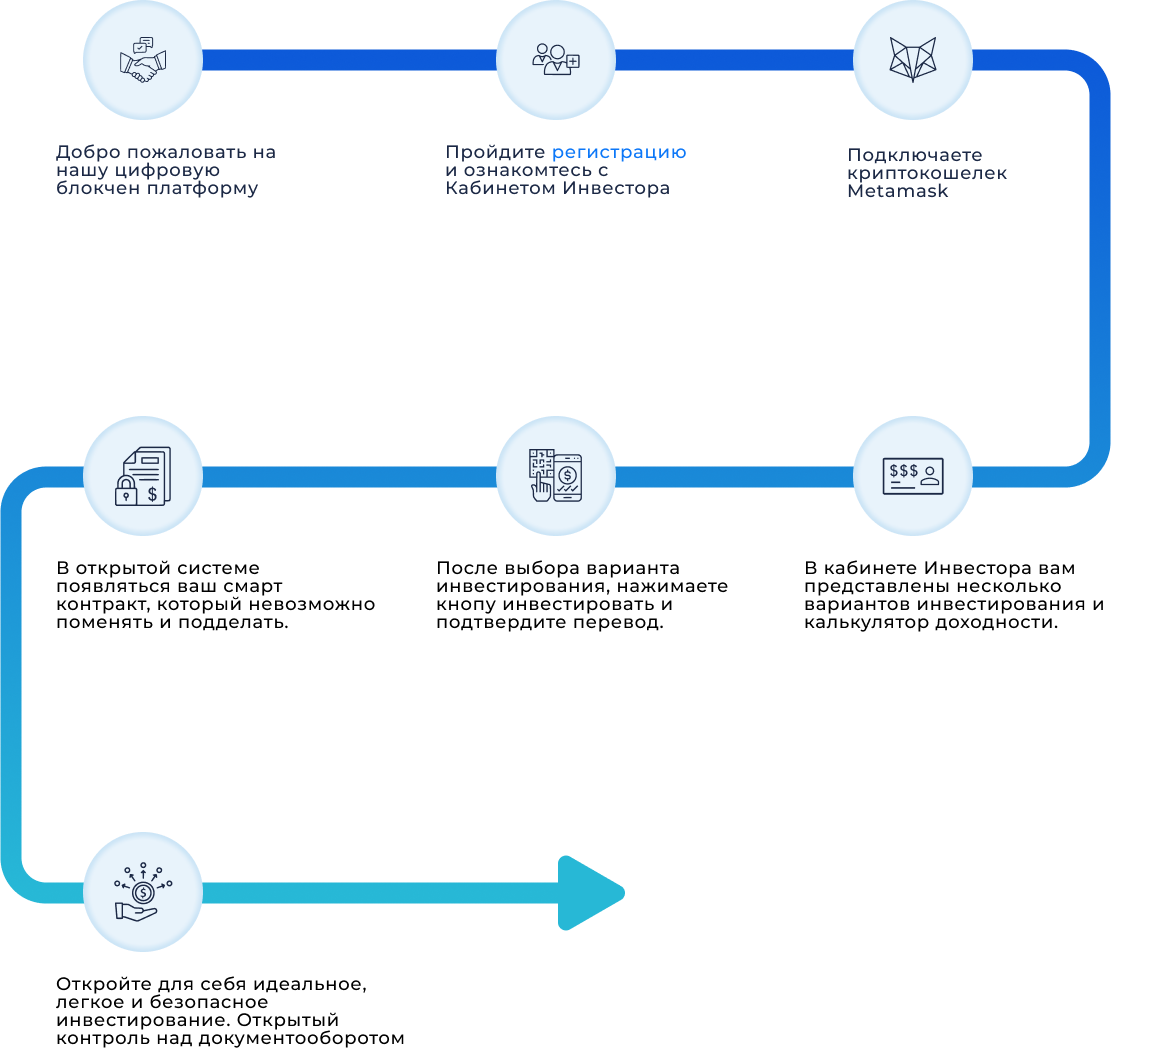 Добро пожаловать на
нашу цифровую
блокчен платформу
Пройдите регистрацию
и ознакомтесь с
Кабинетом Инвестора
Подключаете
криптокошелек
Metamask
$$$
В кабинете Инвестора вам
представлены несколько
вариантов инвестирования и
калькулятор доходности.
$
После выбора варианта
инвестирования, нажимаете
кнопу инвестировать и
подтвердите перевод.
$
В открытой системе
появляться ваш смарт
контракт, который невозможно
поменять и подделать.
$
Откройте для себя идеальное,
легкое и безопасное
инвестирование. Открытый
контроль над документооборотом